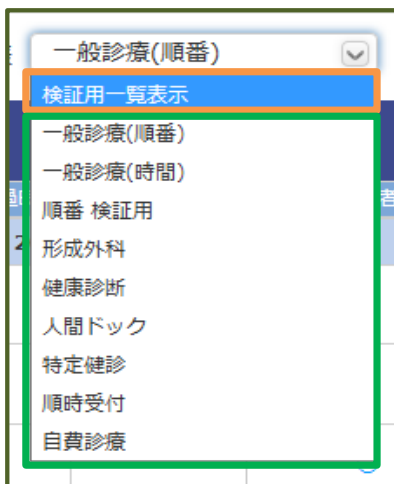 一般診療(順番)
検証用一覧表示
一般診療(順番)
一般診療(時間)
順番 検証用
形成外科
健康診断
人間ドック
特定健診
順時受付
自費診療